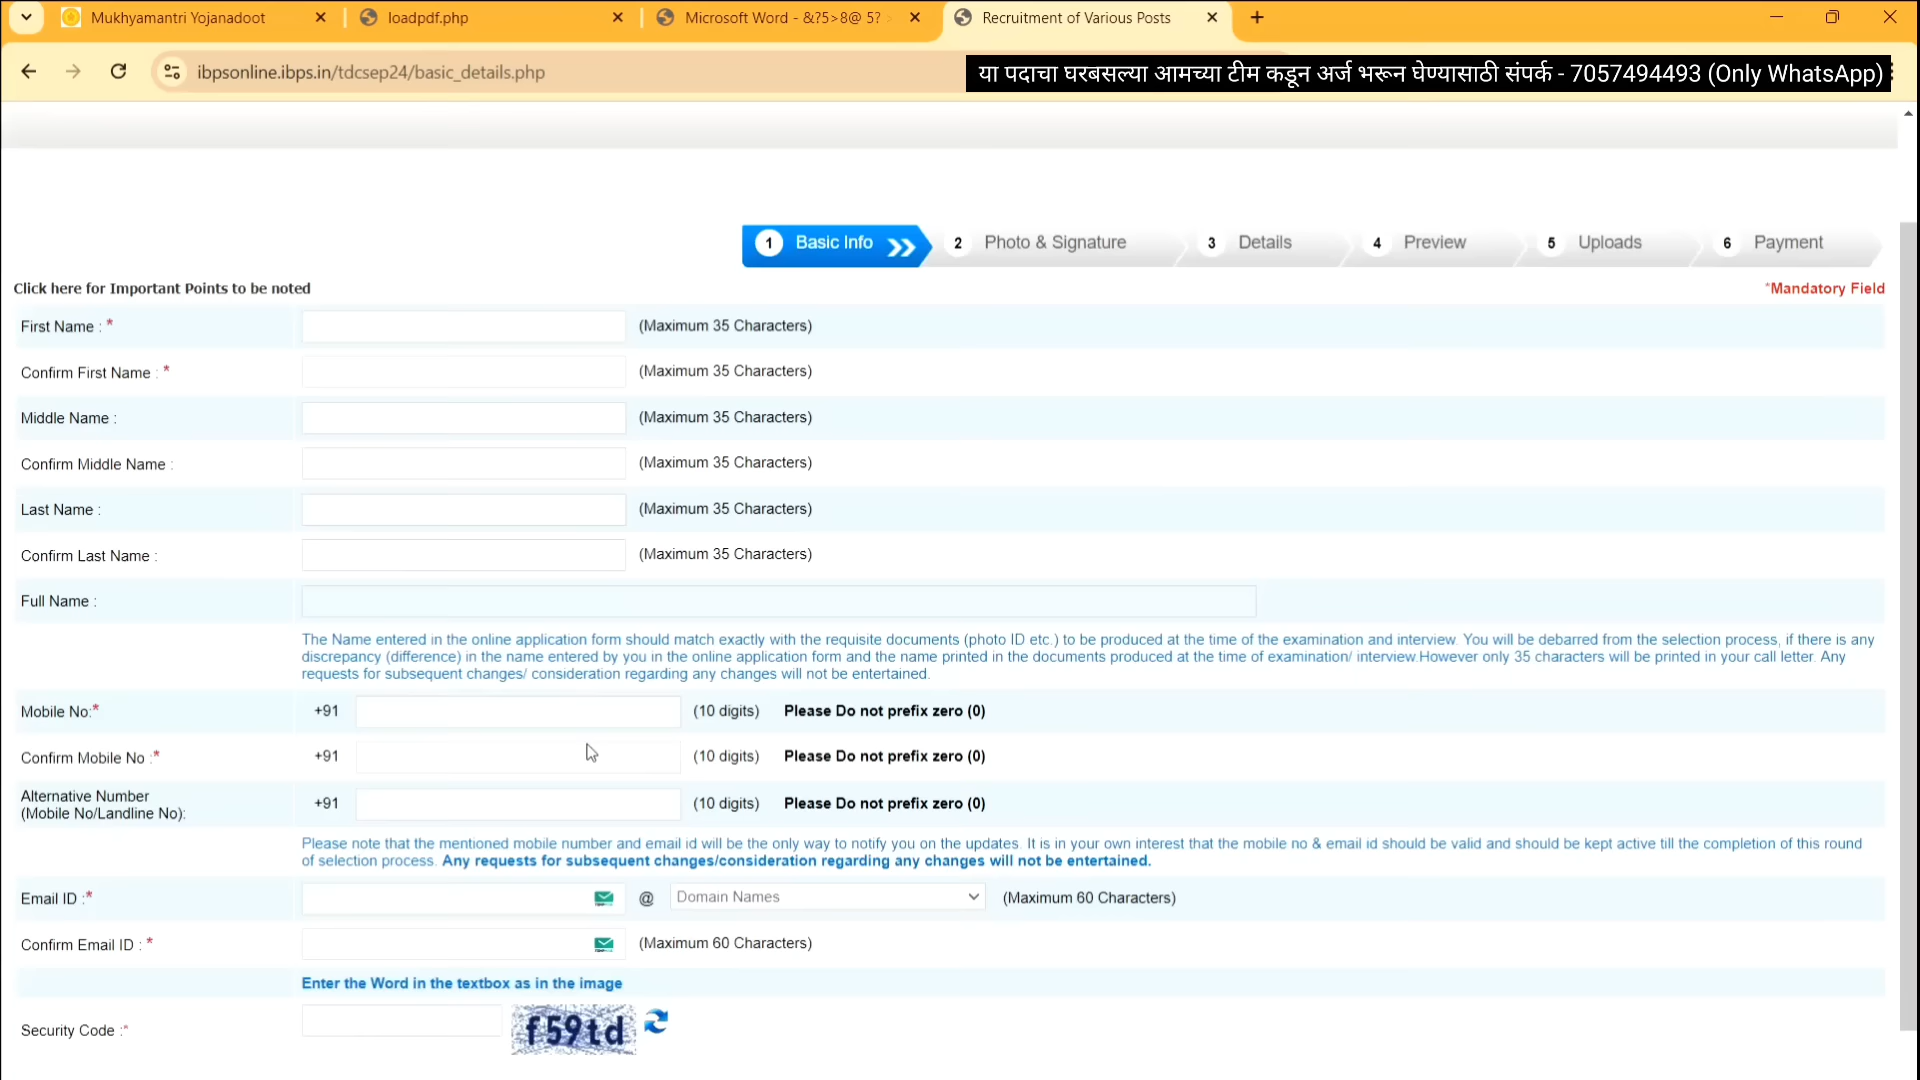 Mukhyamantri Yojanadoot
loadpdf.php
Microsoft Word - &?5>8@ 5?
Recruitment of Various Posts
ibpsonline.ibps.in/tdcsep24/basic_details.php
या पदाचा घरबसल्या आमच्या टीम कडून अर्ज भरून घेण्यासाठी संपर्क - 7057494493 (Only WhatsApp)
1 Basic Info 2 Photo & Signature 3 Details 4 Preview 5 Uploads 6 Payment
Click here for Important Points to be noted *Mandatory Field
First Name : * (Maximum 35 Characters)
Confirm First Name : * (Maximum 35 Characters)
Middle Name : (Maximum 35 Characters)
Confirm Middle Name : (Maximum 35 Characters)
Last Name : (Maximum 35 Characters)
Confirm Last Name : (Maximum 35 Characters)
Full Name :
The Name entered in the online application form should match exactly with the requisite documents (photo ID etc.) to be produced at the time of the examination and interview. You will be debarred from the selection process, if there is any
discrepancy (difference) in the name entered by you in the online application form and the name printed in the documents produced at the time of examination/ interview.However only 35 characters will be printed in your call letter. Any
requests for subsequent changes/ consideration regarding any changes will not be entertained.
Mobile No:* +91 (10 digits) Please Do not prefix zero (0)
Confirm Mobile No :* +91 (10 digits) Please Do not prefix zero (0)
Alternative Number
(Mobile No/Landline No): +91 (10 digits) Please Do not prefix zero (0)
Please note that the mentioned mobile number and email id will be the only way to notify you on the updates. It is in your own interest that the mobile no & email id should be valid and should be kept active till the completion of this round
of selection process. Any requests for subsequent changes/consideration regarding any changes will not be entertained.
Email ID :* @ Domain Names (Maximum 60 Characters)
Confirm Email ID : * (Maximum 60 Characters)
Enter the Word in the textbox as in the image
Security Code :* f59td